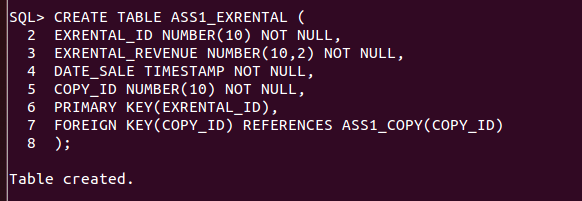 SQL> CREATE TABLE ASS1_EXRENTAL (
2 EXRENTAL_ID NUMBER(10) NOT NULL,
3 EXRENTAL_REVENUE NUMBER(10,2) NOT NULL,
4 DATE_SALE TIMESTAMP NOT NULL,
5 COPY_ID NUMBER(10) NOT NULL,
6 PRIMARY KEY(EXRENTAL_ID),
7 FOREIGN KEY(COPY_ID) REFERENCES ASS1_COPY(COPY_ID)
8 );
Table created.